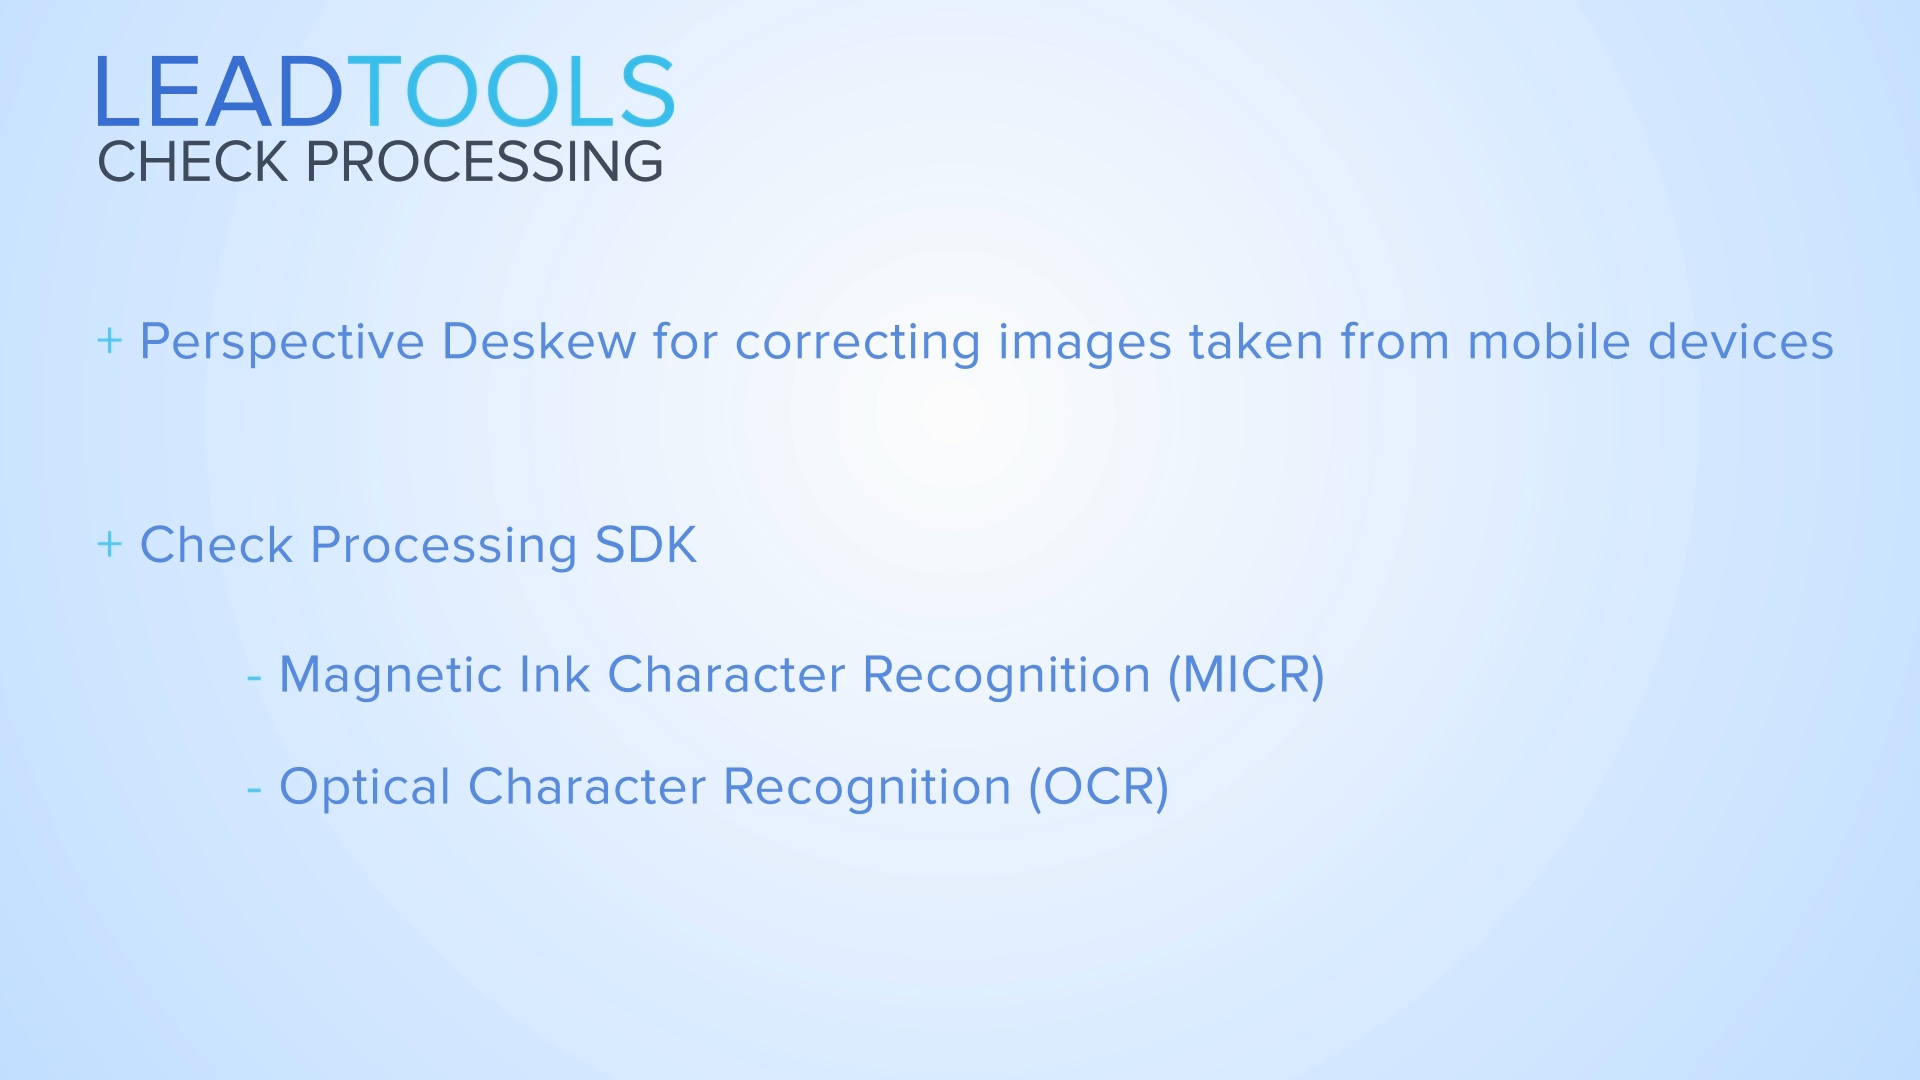 LEADTOOLS
CHECK PROCESSING
+ Perspective Deskew for correcting images taken from mobile devices
+ Check Processing SDK
- Magnetic Ink Character Recognition (MICR)
- Optical Character Recognition (OCR)